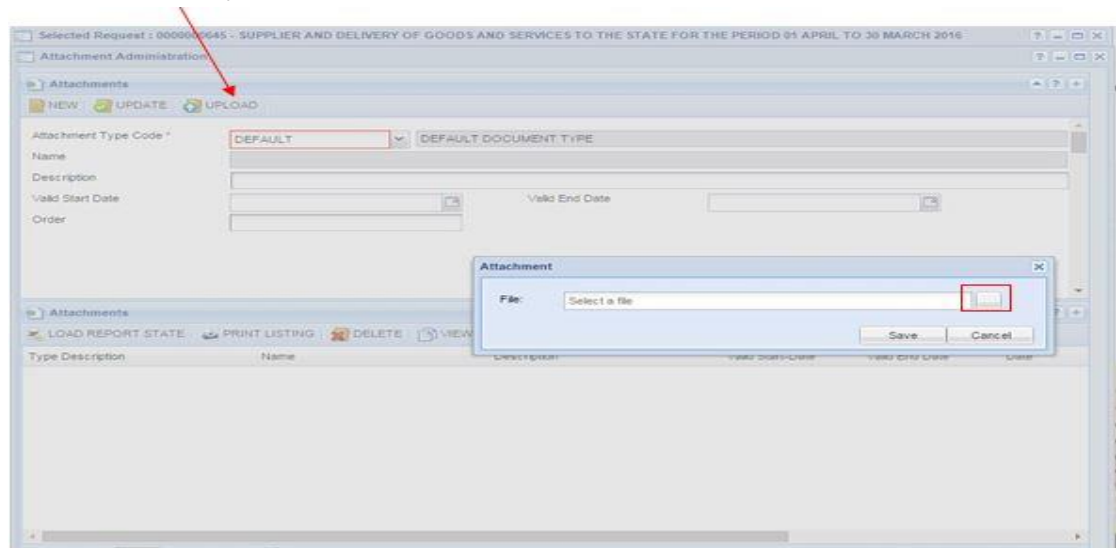 Selected Request : 0000000645 - SUPPLIER AND DELIVERY OF GOODS AND SERVICES TO THE STATE FOR THE PERIOD 01 APRIL TO 30 MARCH 2016
Attachment Administration
Attachments
NEW UPDATE UPLOAD
Attachment Type Code * DEFAULT DEFAULT DOCUMENT TYPE
Name
Description
Valid Start Date Valid End Date
Order
Attachment
File: Select a file
Save Cancel
Attachments
LOAD REPORT STATE PRINT LISTING DELETE VIEW
Type Description Name Description Valid Start-Date Valid End Date Date